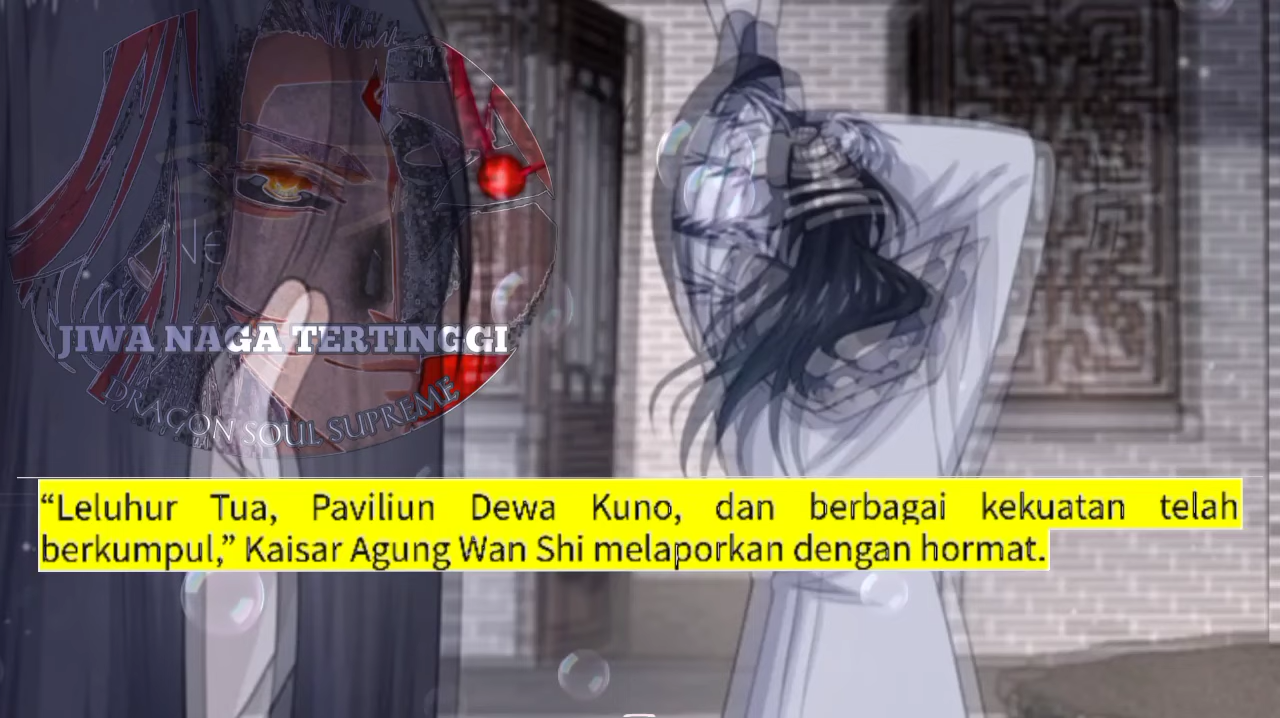 JIWA NAGA TERTINGGI
DRAGON SOUL SUPREME
“Leluhur Tua, Paviliun Dewa Kuno, dan berbagai kekuatan telah
berkumpul,” Kaisar Agung Wan Shi melaporkan dengan hormat.